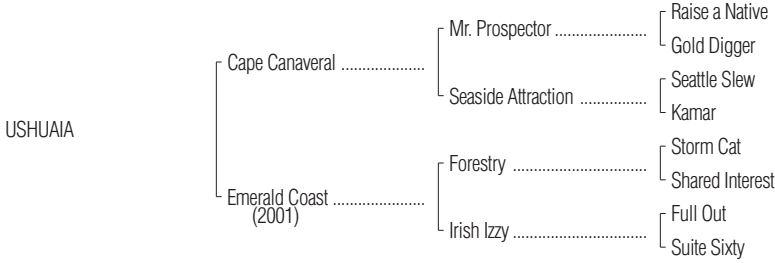 Raise a Native
Mr. Prospector
Gold Digger
Cape Canaveral
Seattle Slew
Seaside Attraction
Kamar
USHUAIA
Storm Cat
Forestry
Shared Interest
Emerald Coast
(2001)
Full Out
Irish Izzy
Suite Sixty